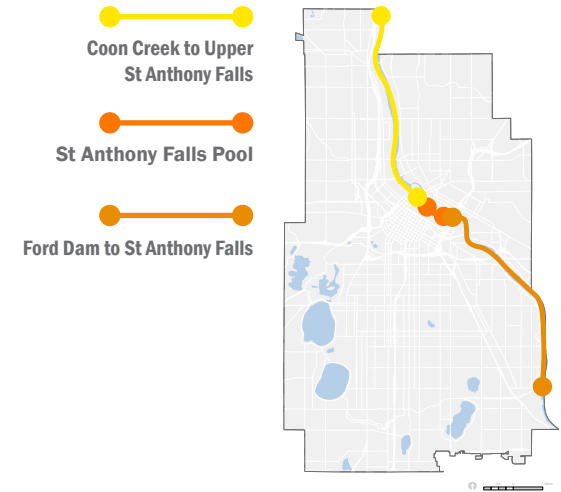 Coon Creek to Upper
St Anthony Falls
St Anthony Falls Pool
Ford Dam to St Anthony Falls